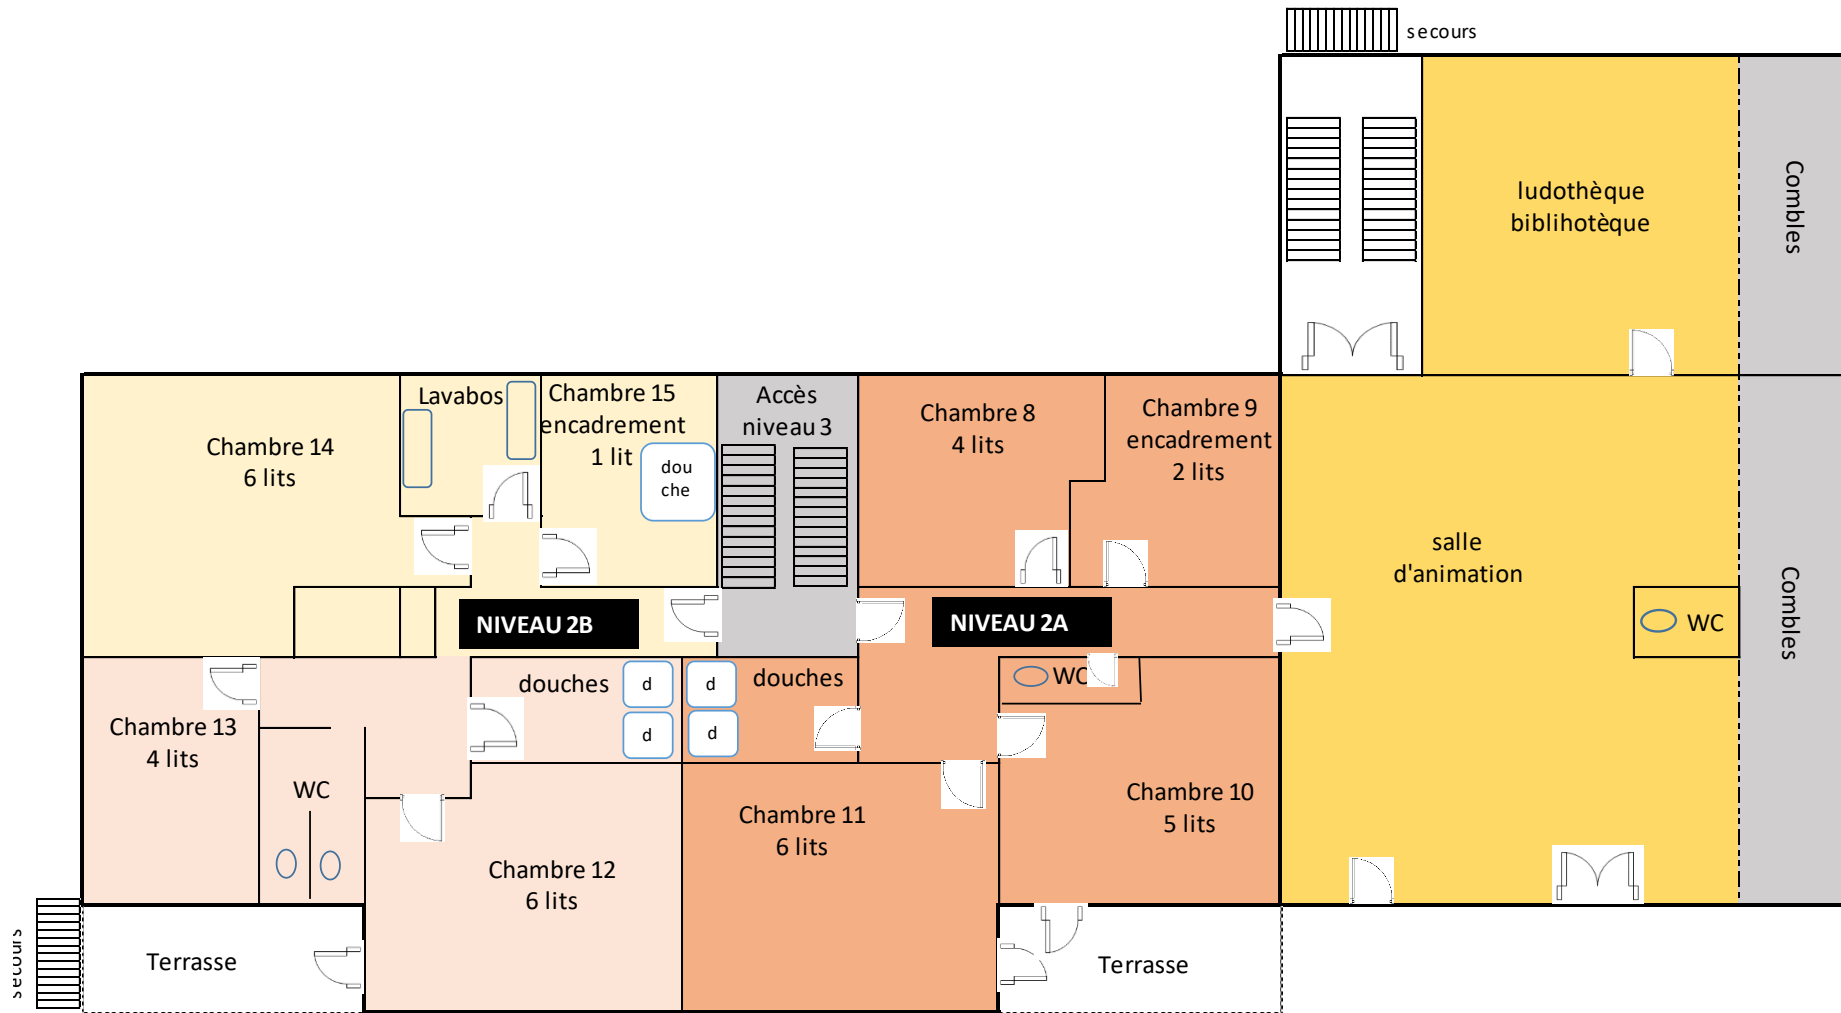 secours
ludothèque
biblihotèque
Combles
Lavabos
Chambre 15
encadrement
1 lit
dou
che
Accès
niveau 3
Chambre 8
4 lits
Chambre 9
encadrement
2 lits
Chambre 14
6 lits
salle
d'animation
WC
Combles
NIVEAU 2B
NIVEAU 2A
douches
d
d
d
d
douches
WC
Chambre 13
4 lits
WC
Chambre 12
6 lits
Chambre 11
6 lits
Chambre 10
5 lits
secours
Terrasse
Terrasse